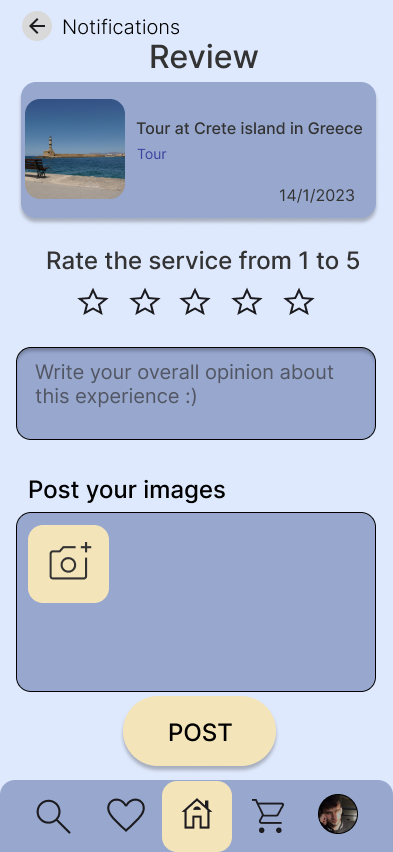 Notifications
Review
Tour at Crete island in Greece
Tour
14/1/2023
Rate the service from 1 to 5
Write your overall opinion about
this experience :)
Post your images
POST